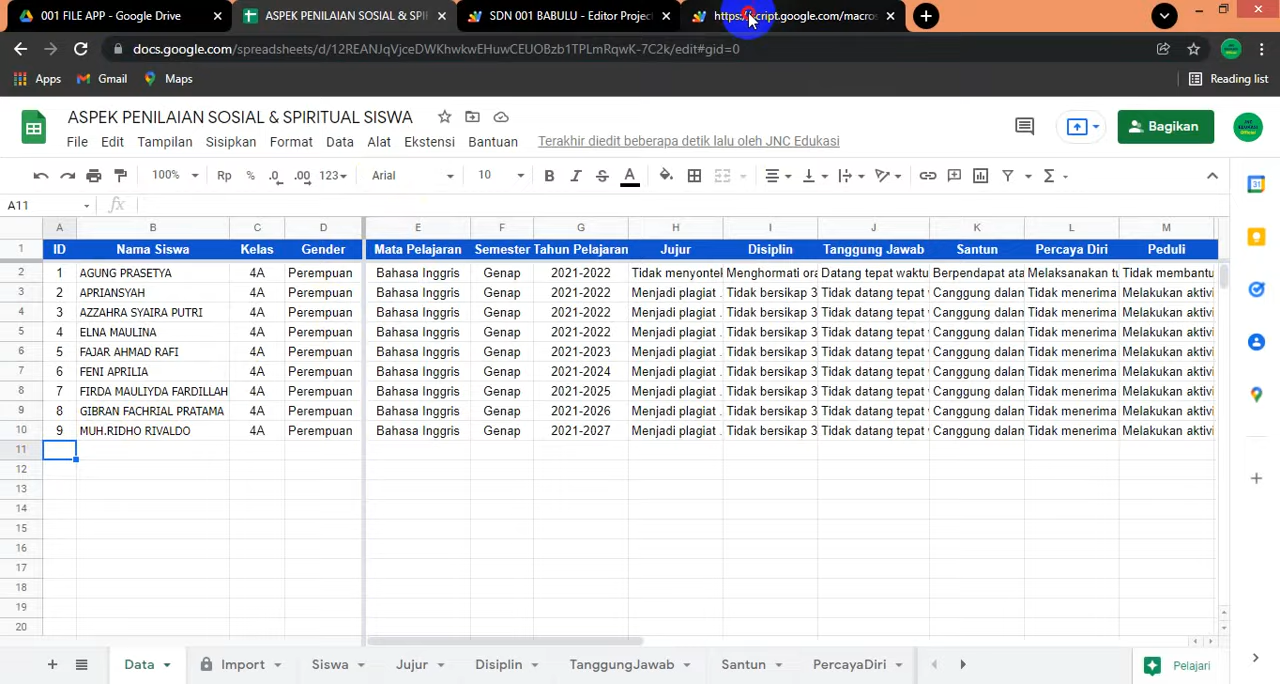 001 FILE APP - Google Drive
ASPEK PENILAIAN SOSIAL & SPI
SDN 001 BABULU - Editor Projec
docs.google.com/spreadsheets/d/12REANJqVjceDWKhwkwEHuwCEUOBzb1TPLmRqwK-7C2k/edit#gid=0
Apps Gmail Maps Reading list
ASPEK PENILAIAN SOSIAL & SPIRITUAL SISWA
File Edit Tampilan Sisipkan Format Data Alat Ekstensi Bantuan Terakhir diedit beberapa detik lalu oleh JNC Edukasi
Bagikan
100% Rp % .0 .00 123 Arial 10
A11 fx
A B C D E F G H I J K L M
1 ID Nama Siswa Kelas Gender Mata Pelajaran Semester Tahun Pelajaran Jujur Disiplin Tanggung Jawab Santun Percaya Diri Peduli
2 1 AGUNG PRASETYA 4A Perempuan Bahasa Inggris Genap 2021-2022 Tidak menyontek Menghormati ora Datang tepat waktu Berpendapat ata Melaksanakan tu Tidak membantu
3 2 APRIANSYAH 4A Perempuan Bahasa Inggris Genap 2021-2022 Menjadi plagiat . Tidak bersikap 3 Tidak datang tepat Canggung dalan Tidak menerima Melakukan aktivi
4 3 AZZAHRA SYAIRA PUTRI 4A Perempuan Bahasa Inggris Genap 2021-2022 Menjadi plagiat . Tidak bersikap 3 Tidak datang tepat Canggung dalan Tidak menerima Melakukan aktivi
5 4 ELNA MAULINA 4A Perempuan Bahasa Inggris Genap 2021-2022 Menjadi plagiat . Tidak bersikap 3 Tidak datang tepat Canggung dalan Tidak menerima Melakukan aktivi
6 5 FAJAR AHMAD RAFI 4A Perempuan Bahasa Inggris Genap 2021-2023 Menjadi plagiat . Tidak bersikap 3 Tidak datang tepat Canggung dalan Tidak menerima Melakukan aktivi
7 6 FENI APRILIA 4A Perempuan Bahasa Inggris Genap 2021-2024 Menjadi plagiat . Tidak bersikap 3 Tidak datang tepat Canggung dalan Tidak menerima Melakukan aktivi
8 7 FIRDA MAULIYDA FARDILLAH 4A Perempuan Bahasa Inggris Genap 2021-2025 Menjadi plagiat . Tidak bersikap 3 Tidak datang tepat Canggung dalan Tidak menerima Melakukan aktivi
9 8 GIBRAN FACHRIAL PRATAMA 4A Perempuan Bahasa Inggris Genap 2021-2026 Menjadi plagiat . Tidak bersikap 3 Tidak datang tepat Canggung dalan Tidak menerima Melakukan aktivi
10 9 MUH.RIDHO RIVALDO 4A Perempuan Bahasa Inggris Genap 2021-2027 Menjadi plagiat . Tidak bersikap 3 Tidak datang tepat Canggung dalan Tidak menerima Melakukan aktivi
11
12
13
14
15
16
17
18
19
20
Data Import Siswa Jujur Disiplin TanggungJawab Santun PercayaDiri Pelajari